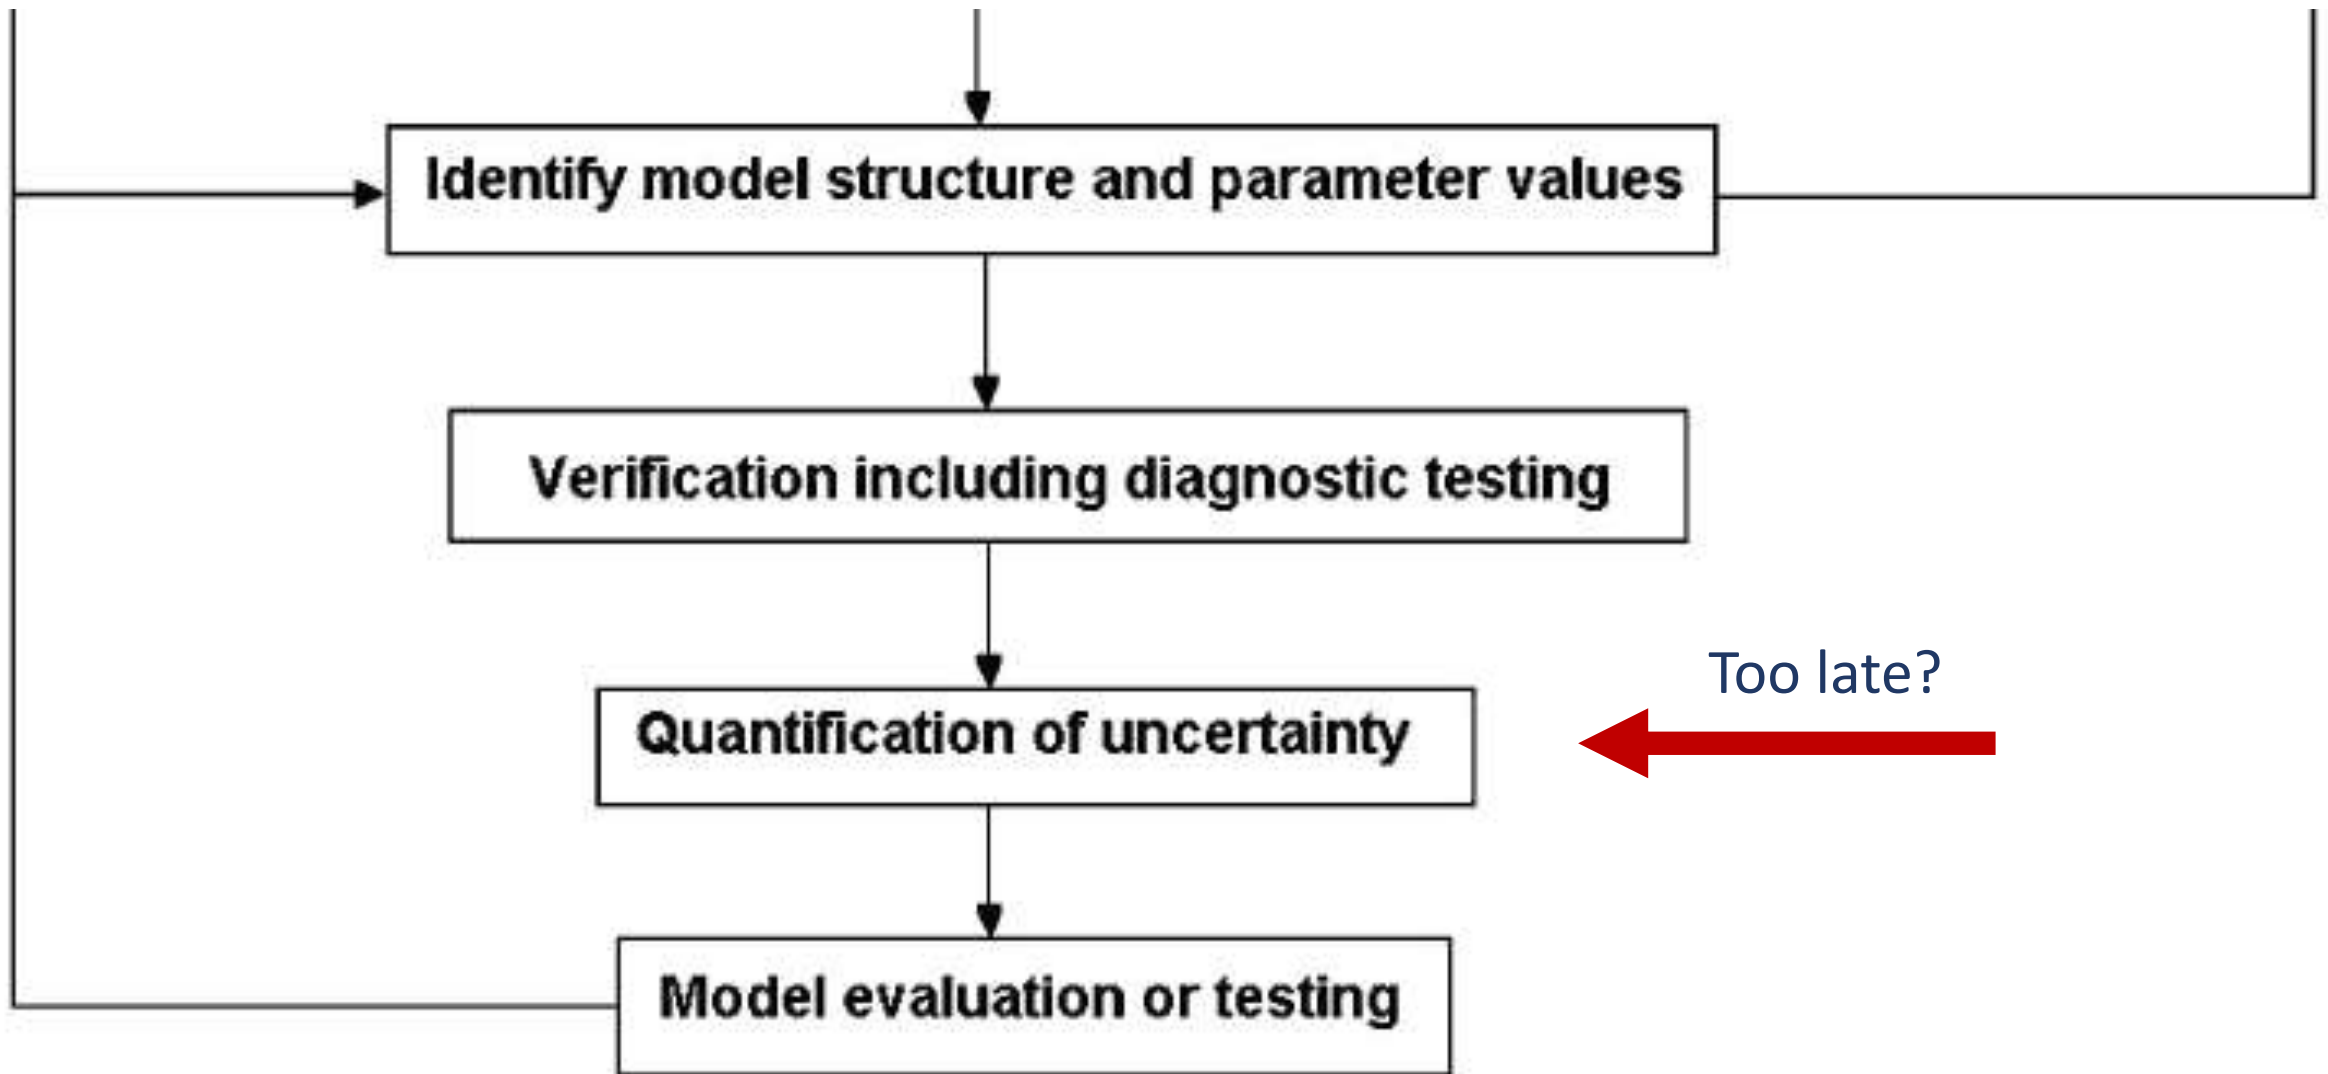 Identify model structure and parameter values
Verification including diagnostic testing
Too late?
Quantification of uncertainty
Model evaluation or testing